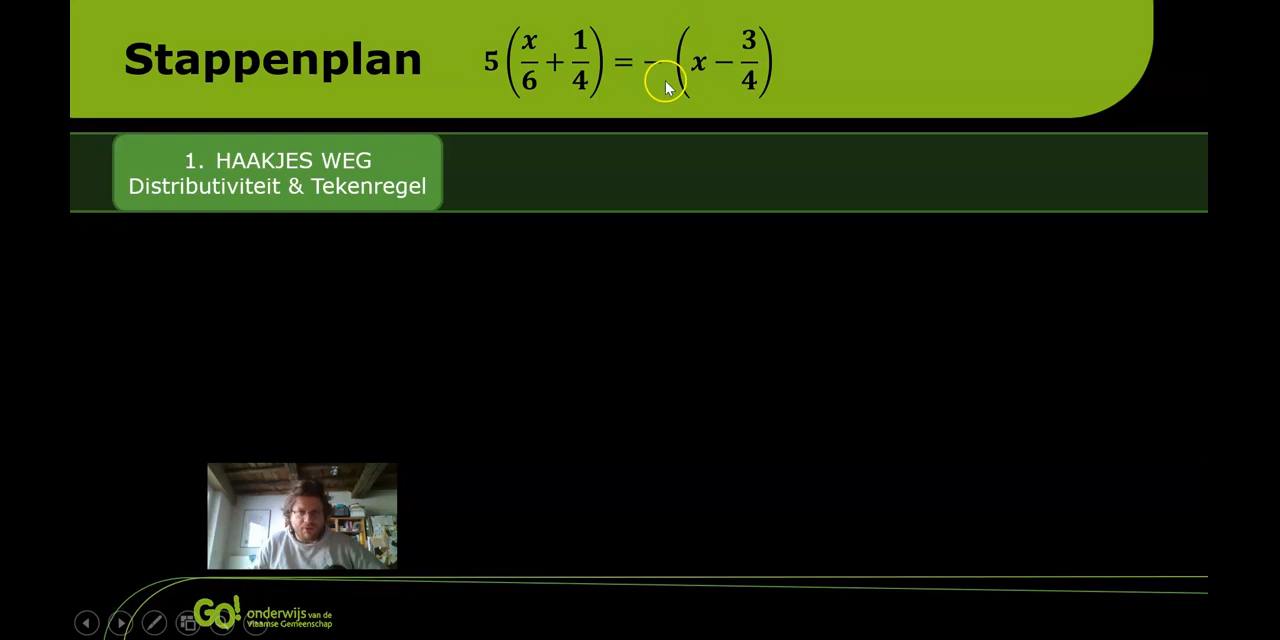 Stappenplan
5(x/6 + 1/4) = −(x − 3/4)
1. HAAKJES WEG
Distributiviteit & Tekenregel
GO! onderwijs van de
Vlaamse Gemeenschap